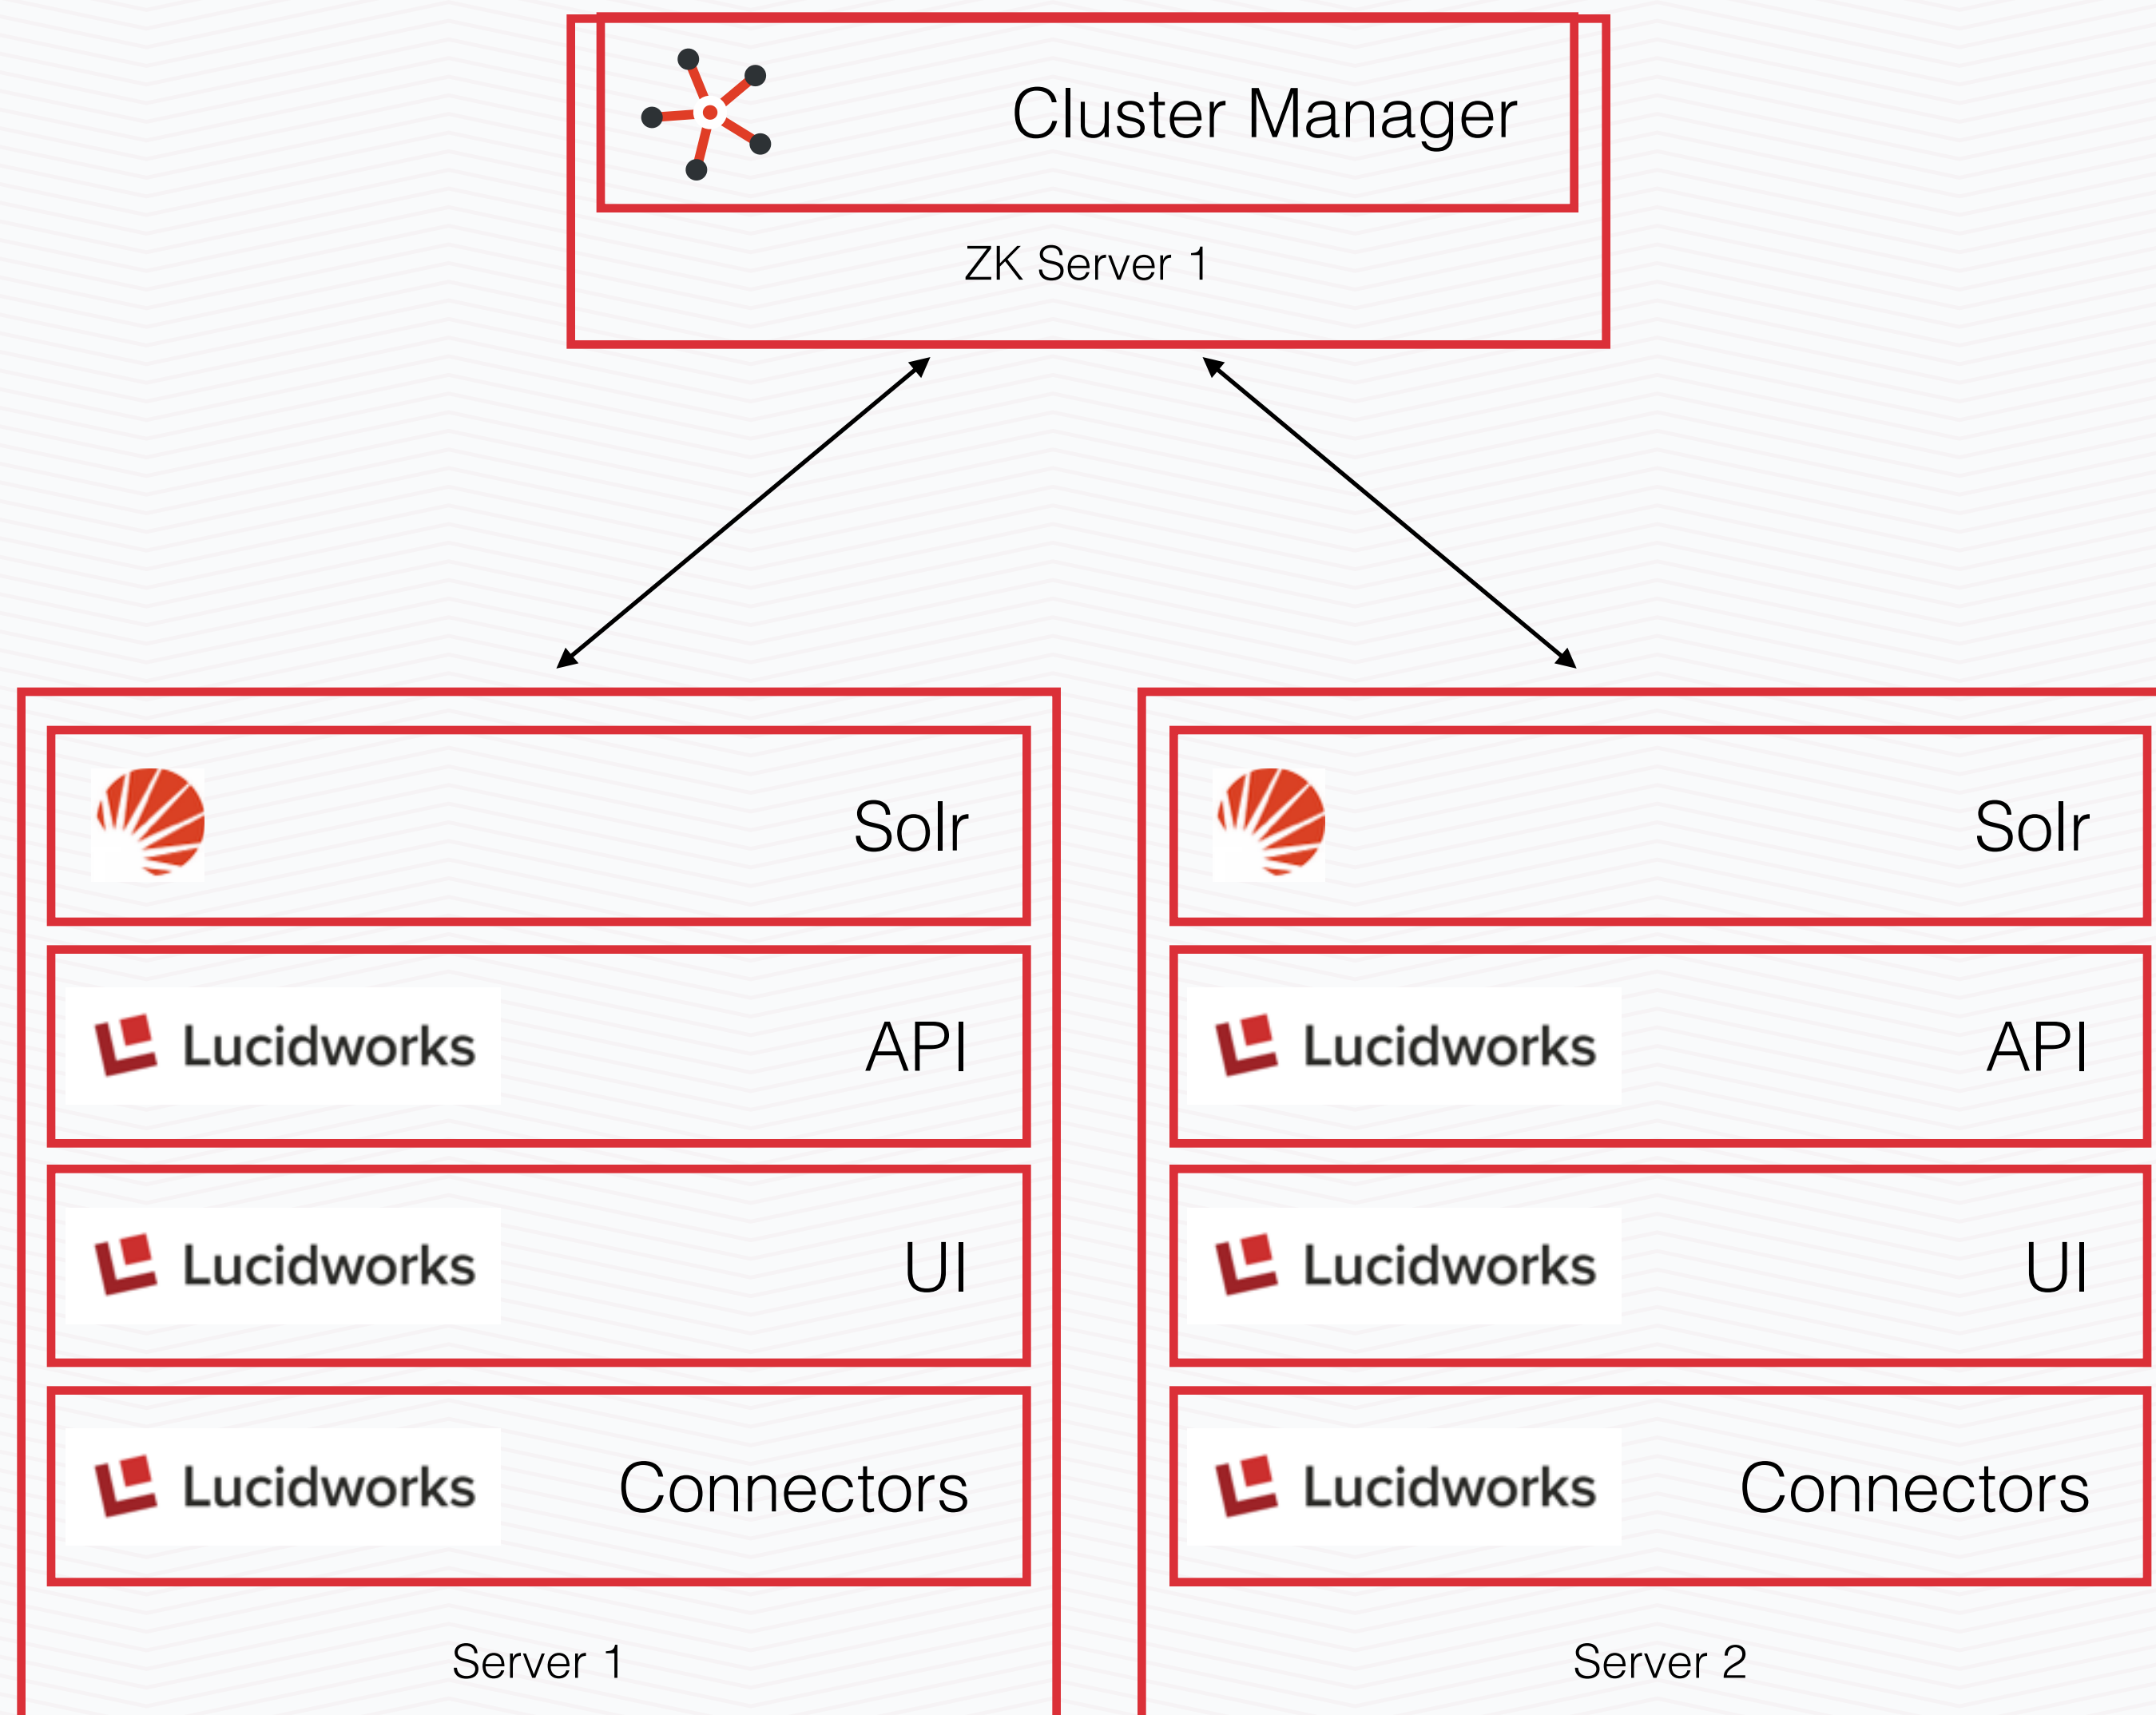 Cluster Manager
ZK Server 1
Solr
Lucidworks API
Lucidworks UI
Lucidworks Connectors
Server 1
Solr
Lucidworks API
Lucidworks UI
Lucidworks Connectors
Server 2